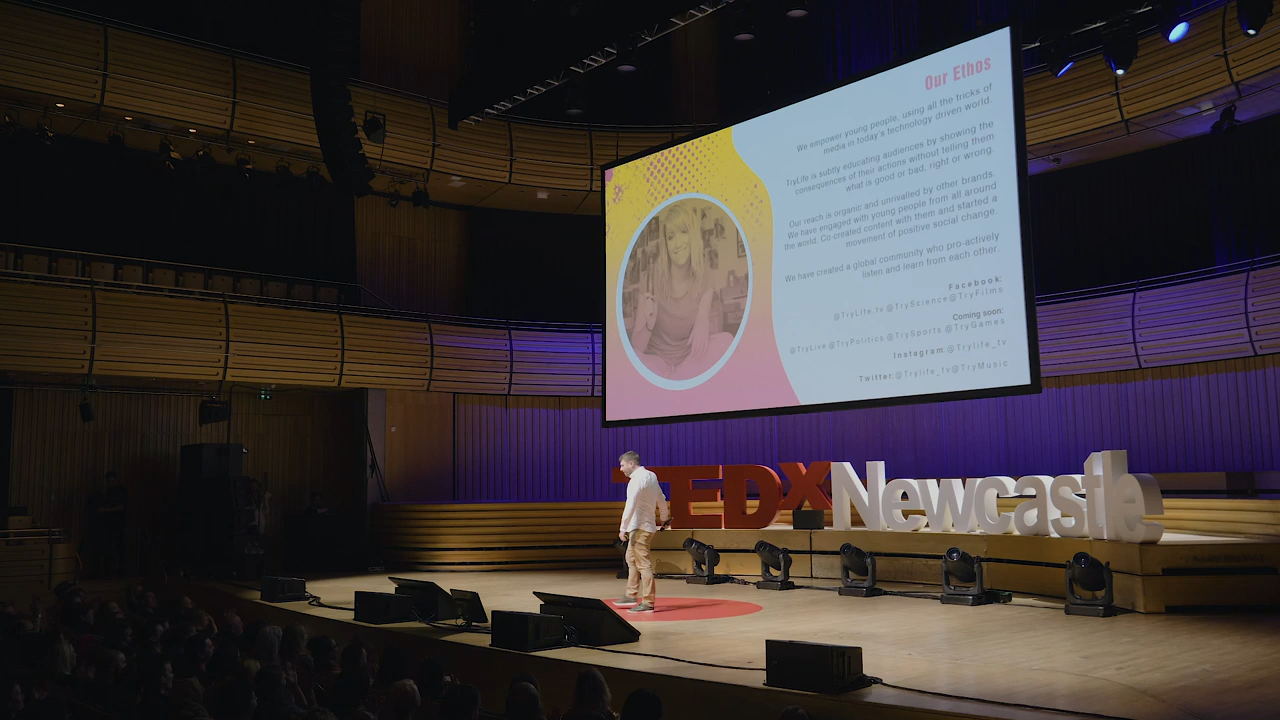 Our Ethos
We empower young people, using all the tricks of
media in today's technology driven world.
TryLife is subtly educating audiences by showing the
consequences of their actions without telling them
what is good or bad, right or wrong.
Our reach is organic and unrivalled by other brands.
We have engaged with young people from all around
the world. Co-created content with them and started a
movement of positive social change.
We have created a global community who pro-actively
listen and learn from each other.
Facebook:
@TryLife.tv @TryScience @TryFilms
Coming soon:
@TryLive @TryPolitics @TrySports @TryGames
Instagram:@Trylife_tv
Twitter:@Trylife_tv@TryMusic
TEDxNewcastle